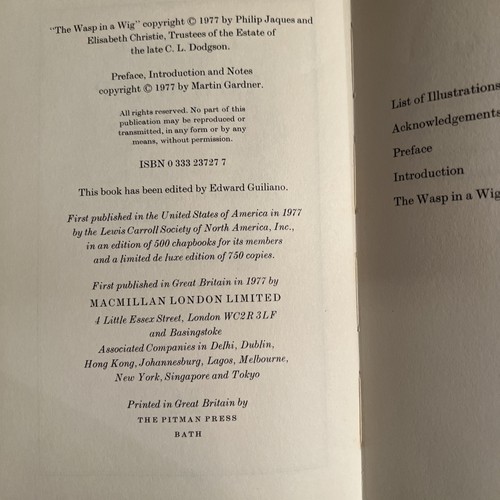 "The Wasp in a Wig" copyright © 1977 by Philip Jaques and
Elisabeth Christie, Trustees of the Estate of
the late C. L. Dodgson.
Preface, Introduction and Notes
copyright © 1977 by Martin Gardner.
All rights reserved. No part of this
publication may be reproduced or
transmitted, in any form or by any
means, without permission.
ISBN 0 333 23727 7
This book has been edited by Edward Guiliano.
First published in the United States of America in 1977
by the Lewis Carroll Society of North America, Inc.,
in an edition of 500 chapbooks for its members
and a limited de luxe edition of 750 copies.
First published in Great Britain in 1977 by
MACMILLAN LONDON LIMITED
4 Little Essex Street, London WC2R 3LF
and Basingstoke
Associated Companies in Delhi, Dublin,
Hong Kong, Johannesburg, Lagos, Melbourne,
New York, Singapore and Tokyo
Printed in Great Britain by
THE PITMAN PRESS
BATH
List of Illustrations
Acknowledgements
Preface
Introduction
The Wasp in a Wig